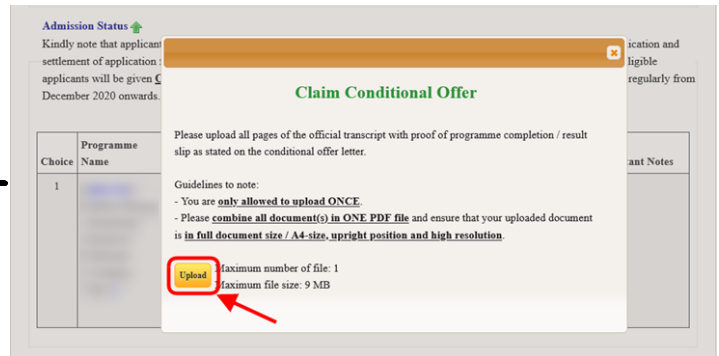 Admission Status
Kindly note that applicant
ication and
settlement of application
ligible
applicants will be given
regularly from
December 2020 onwards.
Claim Conditional Offer
Please upload all pages of the official transcript with proof of programme completion / result
slip as stated on the conditional offer letter.
Guidelines to note:
- You are only allowed to upload ONCE.
- Please combine all document(s) in ONE PDF file and ensure that your uploaded document
is in full document size / A4-size, upright position and high resolution.
Upload
Maximum number of file: 1
Maximum file size: 9 MB
Programme
Choice Name
ant Notes
1